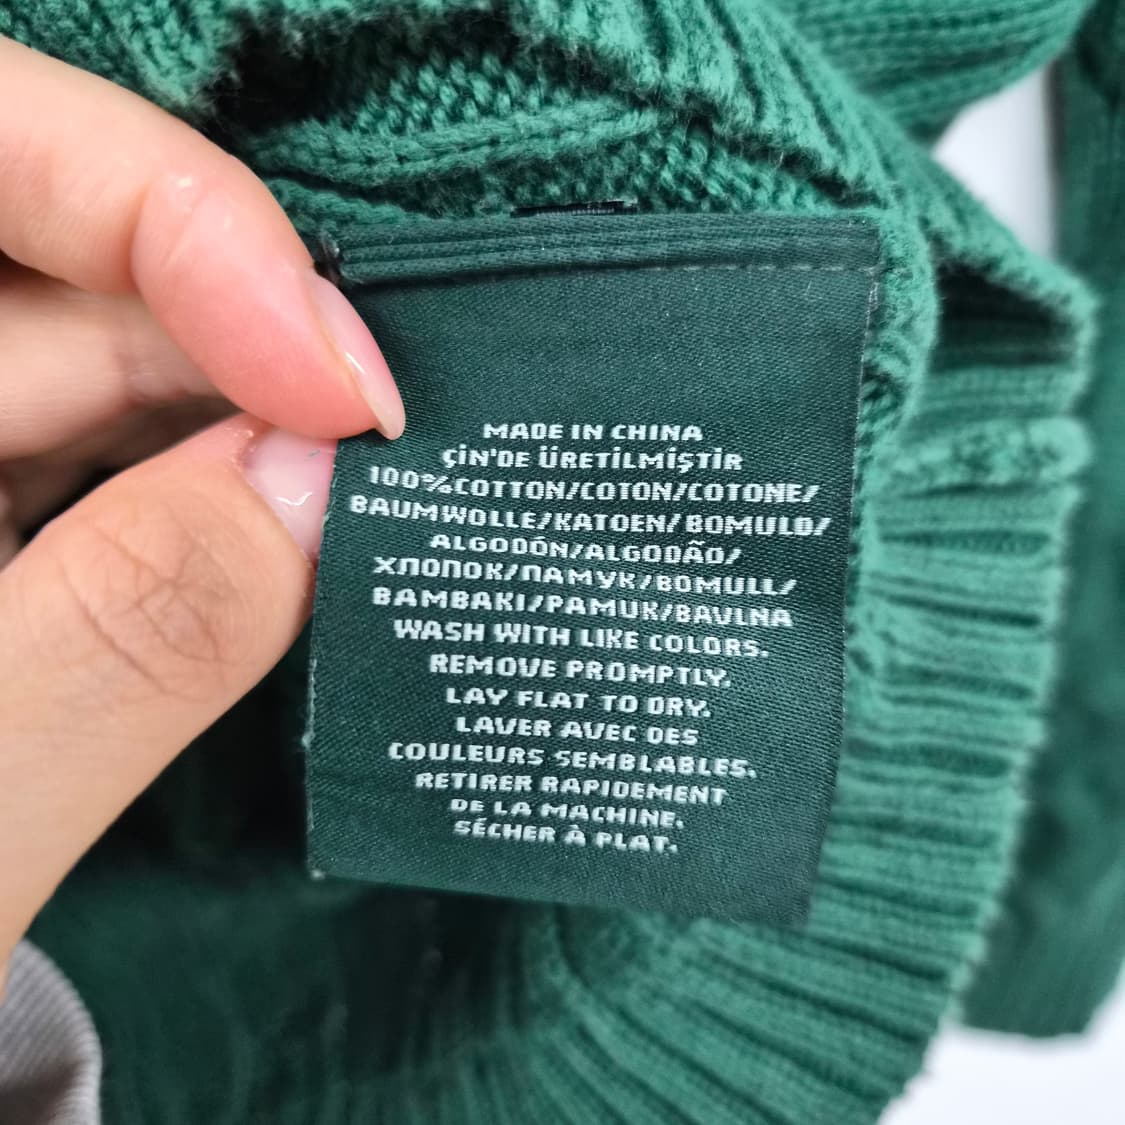 MADE IN CHINA
ÇİN'DE ÜRETİLMİŞTİR
100%COTTON/COTON/COTONE/
BAUMWOLLE/KATOEN/BOMULD/
ALGODÓN/ALGODÃO/
ХЛОПОК/ПАМУК/BOMULL/
BAMBAKI/PAMUK/BAVLNA
WASH WITH LIKE COLORS.
REMOVE PROMPTLY.
LAY FLAT TO DRY.
LAVER AVEC DES
COULEURS SEMBLABLES.
RETIRER RAPIDEMENT
DE LA MACHINE.
SÉCHER À PLAT.